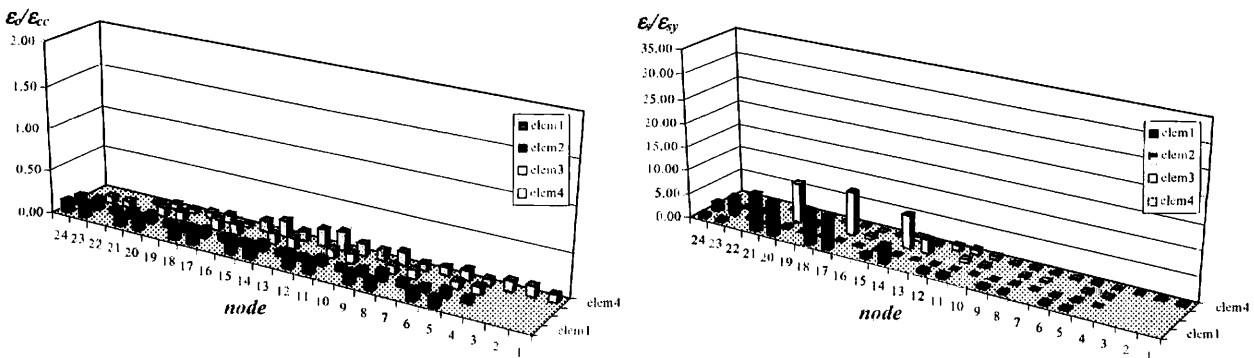 εc/εcc
2.00
1.50
1.00
0.50
0.00
elem1
elem2
elem3
elem4
24 23 22 21 20 19 18 17 16 15 14 13 12 11 10 9 8 7 6 5 4 3 2 1
node
elem4
elem1
εs/εsy
35.00
30.00
25.00
20.00
15.00
10.00
5.00
0.00
elem1
elem2
elem3
elem4
24 23 22 21 20 19 18 17 16 15 14 13 12 11 10 9 8 7 6 5 4 3 2 1
node
elem4
elem1